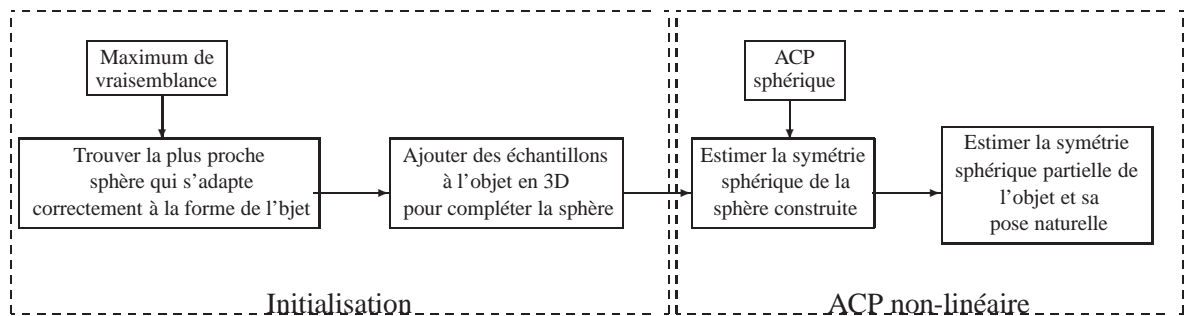 Maximum de
vraisemblance
Trouver la plus proche
sphère qui s'adapte
correctement à la forme de l'bjet
Ajouter des échantillons
à l'objet en 3D
pour compléter la sphère
Initialisation
ACP
sphérique
Estimer la symétrie
sphérique de la
sphère construite
Estimer la symétrie
sphérique partielle de
l'objet et sa
pose naturelle
ACP non-linéaire